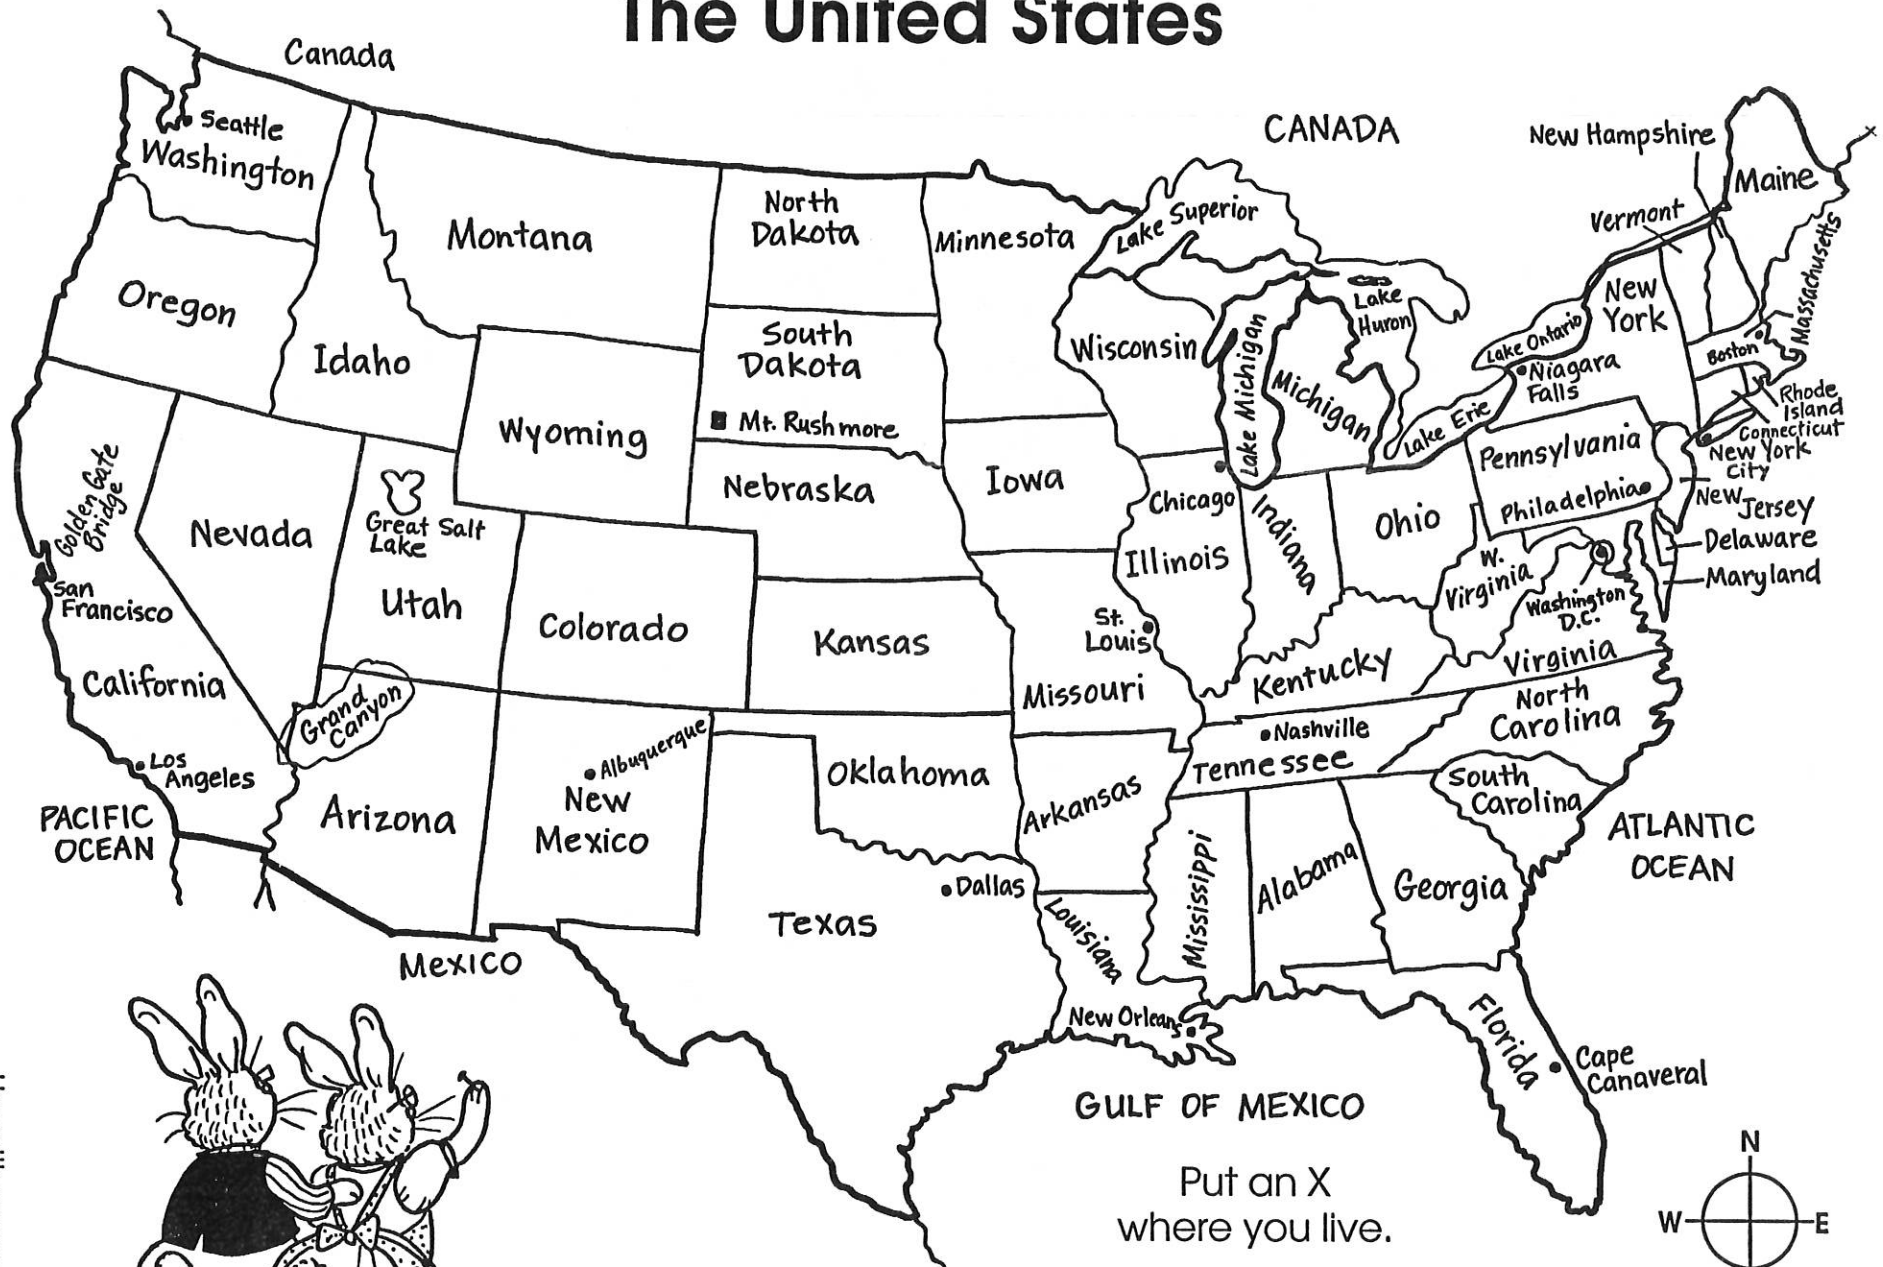 The United States
Canada
CANADA
Seattle
Washington
Oregon
Idaho
Montana
North
Dakota
South
Dakota
Mt. Rushmore
Minnesota
Lake Superior
Wisconsin
Lake Michigan
Michigan
Lake
Huron
Lake Ontario
Lake Erie
Niagara
Falls
New
York
Vermont
New Hampshire
Maine
Massachusetts
Boston
Rhode
Island
Connecticut
New York
City
New
Jersey
Delaware
Maryland
Pennsylvania
Philadelphia
Wyoming
Nebraska
Iowa
Chicago
Illinois
Indiana
Ohio
W.
Virginia
Washington
D.C.
Virginia
Golden Gate
Bridge
San
Francisco
California
Los
Angeles
Nevada
Great Salt
Lake
Utah
Colorado
Kansas
St.
Louis
Missouri
Kentucky
Nashville
Tennessee
North
Carolina
South
Carolina
Grand
Canyon
Arizona
Albuquerque
New
Mexico
Oklahoma
Arkansas
Texas
Dallas
Louisiana
New Orleans
Mississippi
Alabama
Georgia
Florida
Cape
Canaveral
PACIFIC
OCEAN
ATLANTIC
OCEAN
Mexico
GULF OF MEXICO
Put an X
where you live.
N
W
E